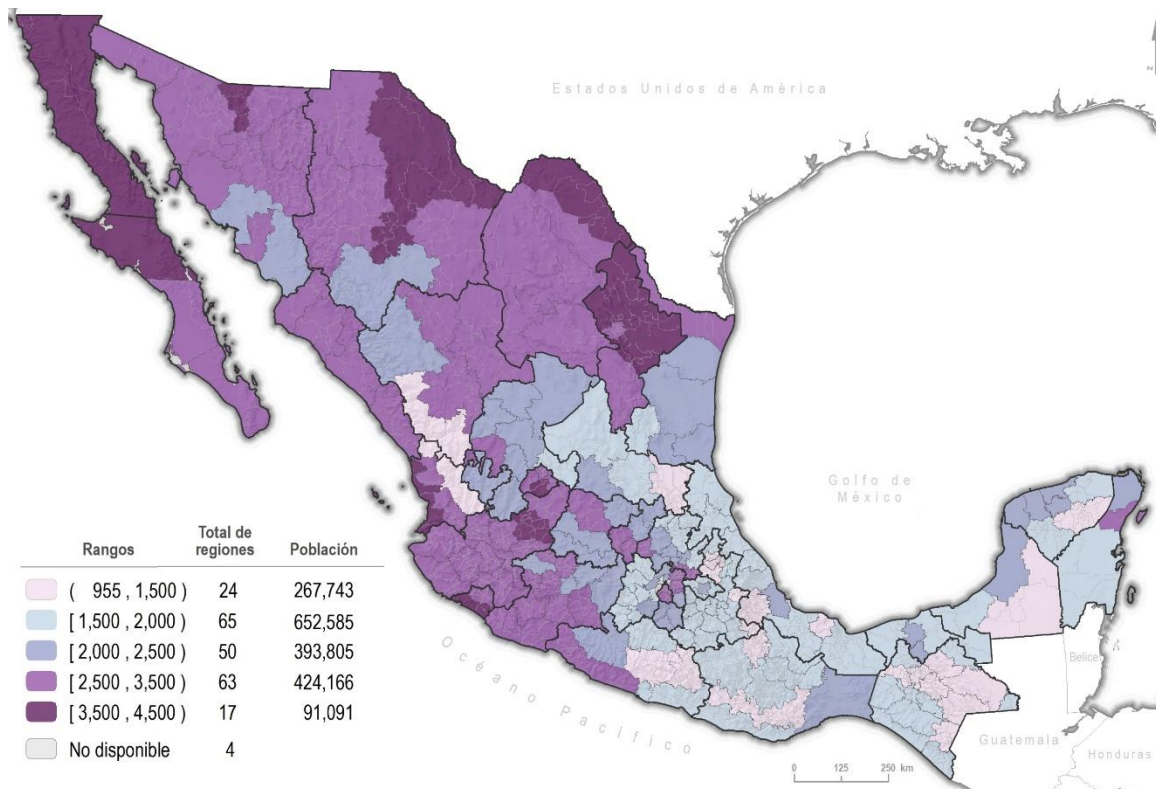 Estados Unidos de América
Golfo de
México
Belice
Guatemala
Honduras
Océano Pacífico
0 125 250 km
Rangos Total de regiones Población
( 955 , 1,500 ) 24 267,743
[ 1,500 , 2,000 ) 65 652,585
[ 2,000 , 2,500 ) 50 393,805
[ 2,500 , 3,500 ) 63 424,166
[ 3,500 , 4,500 ) 17 91,091
No disponible 4